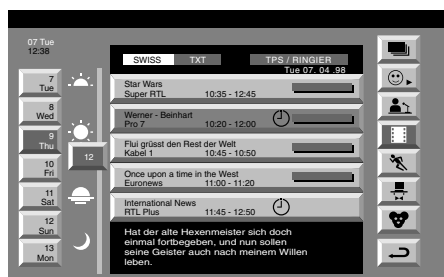 07 Tue
12:38
SWISS TXT TPS / RINGIER
Tue 07. 04 .98
7
Tue
8
Wed
9
Thu
10
Fri
11
Sat
12
Sun
13
Mon
12
Star Wars
Super RTL 10:35 - 12:45
Werner - Beinhart
Pro 7 10:20 - 12:00
Flui grüsst den Rest der Welt
Kabel 1 10:45 - 10:50
Once upon a time in the West
Euronews 11:00 - 11:20
International News
RTL Plus 11:45 - 12:50
Hat der alte Hexenmeister sich doch
einmal fortbegeben, und nun sollen
seine Geister auch nach meinem Willen
leben.